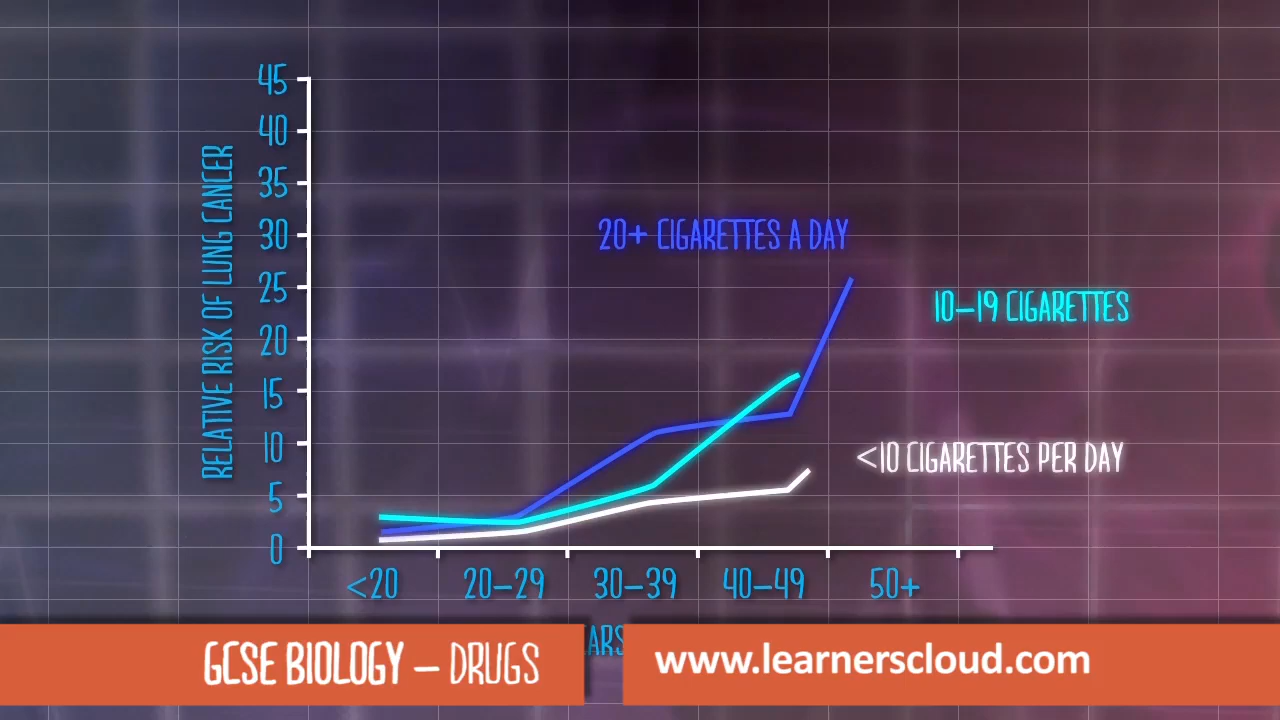 45
40
35
30
25
20
15
10
5
0
RELATIVE RISK OF LUNG CANCER
20+ CIGARETTES A DAY
10–19 CIGARETTES
<10 CIGARETTES PER DAY
<20 20–29 30–39 40–49 50+
GCSE BIOLOGY – DRUGS
www.learnerscloud.com